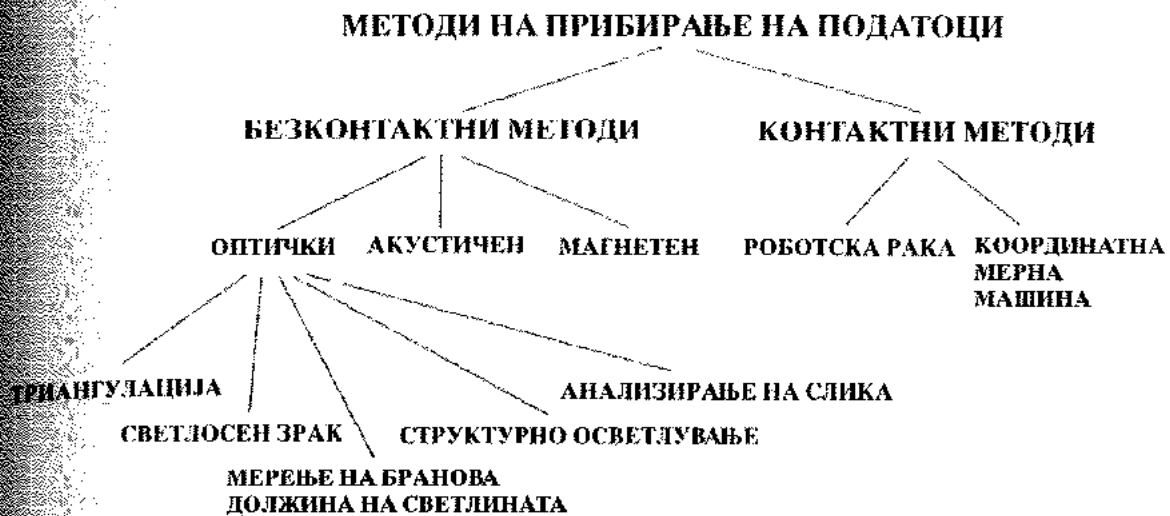 МЕТОДИ НА ПРИБИРАЊЕ НА ПОДАТОЦИ
БЕЗКОНТАКТНИ МЕТОДИ
КОНТАКТНИ МЕТОДИ
ОПТИЧКИ
АКУСТИЧЕН
МАГНЕТЕН
РОБОТСКА РАКА
КООРДИНАТНА
МЕРНА
МАШИНА
ТРИАНГУЛАЦИЈА
АНАЛИЗИРАЊЕ НА СЛИКА
СВЕТЛОСЕН ЗРАК
СТРУКТУРНО ОСВЕТЛУВАЊЕ
МЕРЕЊЕ НА БРАНОВА
ДОЛЖИНА НА СВЕТЛИНАТА